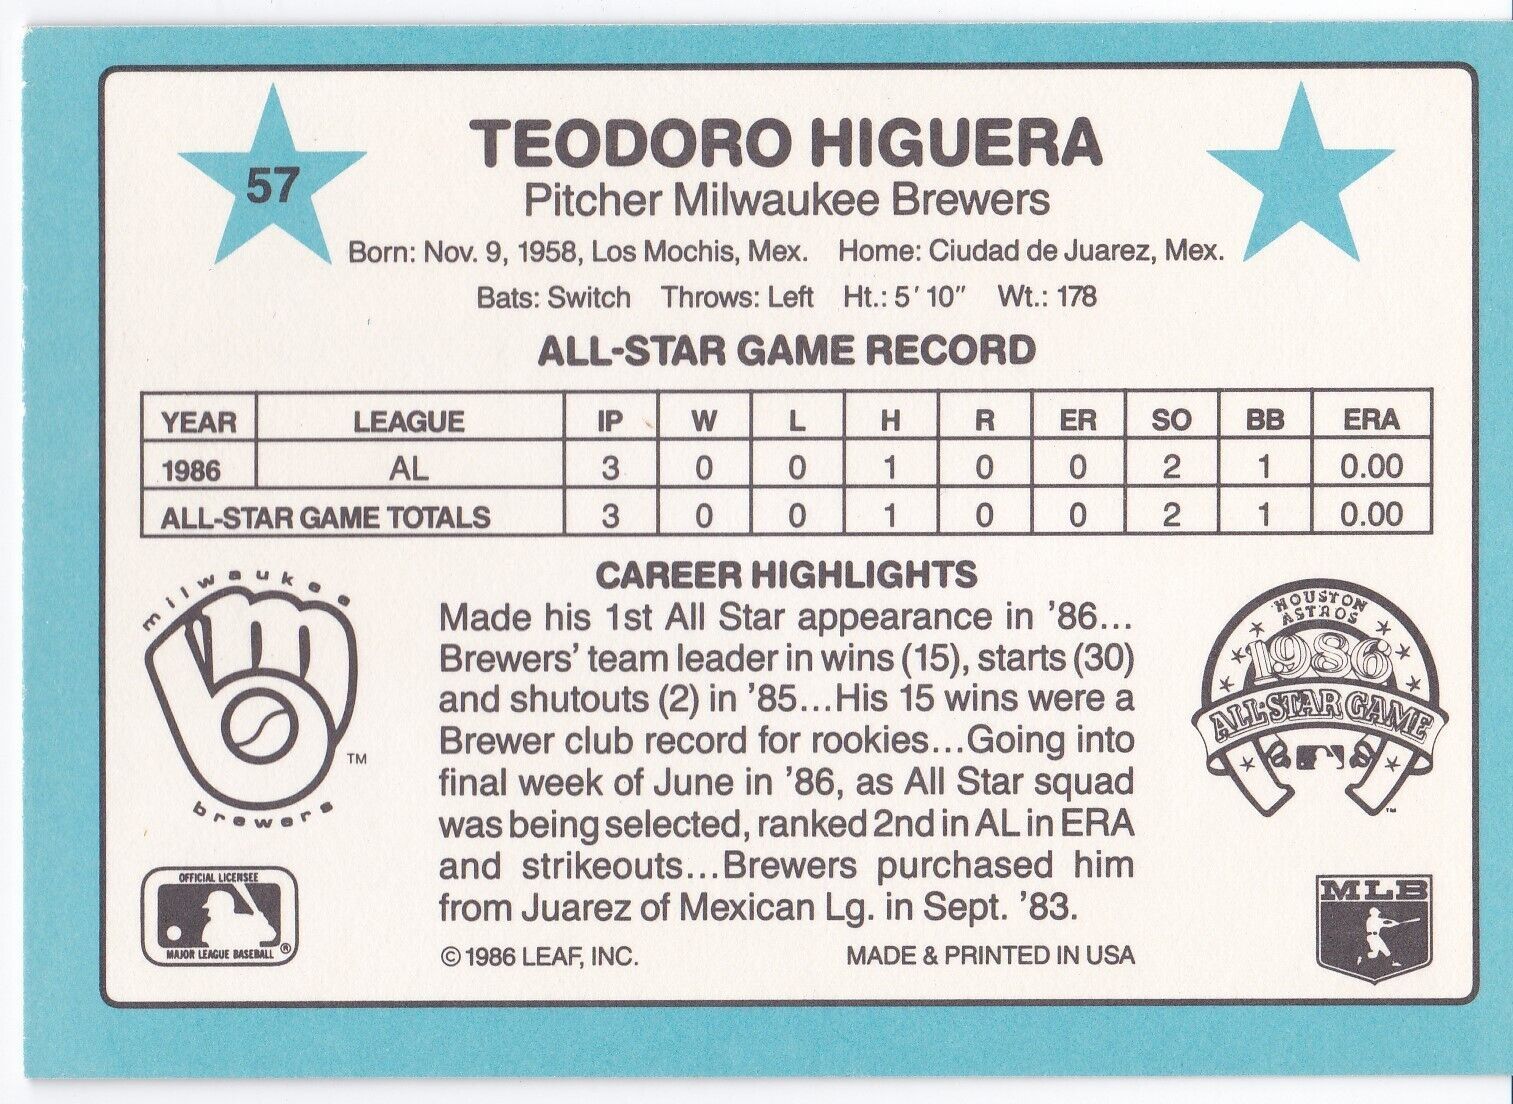 57
TEODORO HIGUERA
Pitcher Milwaukee Brewers
Born: Nov. 9, 1958, Los Mochis, Mex. Home: Ciudad de Juarez, Mex.
Bats: Switch Throws: Left Ht.: 5' 10" Wt.: 178
ALL-STAR GAME RECORD
YEAR LEAGUE IP W L H R ER SO BB ERA
1986 AL 3 0 0 1 0 0 2 1 0.00
ALL-STAR GAME TOTALS 3 0 0 1 0 0 2 1 0.00
CAREER HIGHLIGHTS
Made his 1st All Star appearance in '86...
Brewers' team leader in wins (15), starts (30)
and shutouts (2) in '85...His 15 wins were a
Brewer club record for rookies...Going into
final week of June in '86, as All Star squad
was being selected, ranked 2nd in AL in ERA
and strikeouts...Brewers purchased him
from Juarez of Mexican Lg. in Sept. '83.
© 1986 LEAF, INC. MADE & PRINTED IN USA
milwaukee
TM
brewers
OFFICIAL LICENSEE
MAJOR LEAGUE BASEBALL ®
HOUSTON
ASTROS
1986
ALL-STAR GAME
TM
MLB